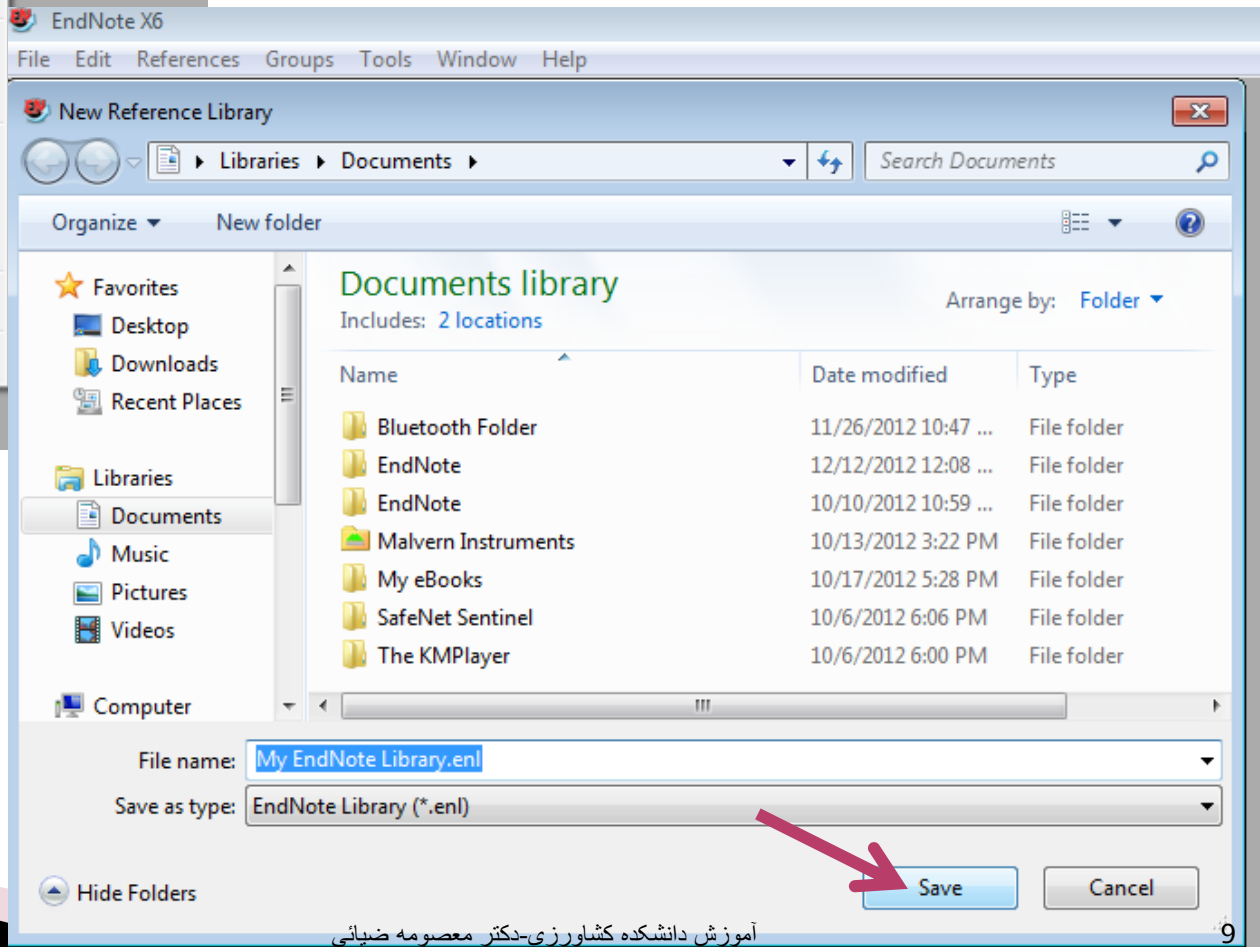 EndNote X6
File Edit References Groups Tools Window Help
New Reference Library
Libraries Documents
Search Documents
Organize New folder
Favorites
Desktop
Downloads
Recent Places
Libraries
Documents
Music
Pictures
Videos
Computer
Documents library
Includes: 2 locations
Arrange by: Folder
Name Date modified Type
Bluetooth Folder 11/26/2012 10:47 ... File folder
EndNote 12/12/2012 12:08 ... File folder
EndNote 10/10/2012 10:59 ... File folder
Malvern Instruments 10/13/2012 3:22 PM File folder
My eBooks 10/17/2012 5:28 PM File folder
SafeNet Sentinel 10/6/2012 6:06 PM File folder
The KMPlayer 10/6/2012 6:00 PM File folder
File name: My EndNote Library.enl
Save as type: EndNote Library (*.enl)
Hide Folders
Save Cancel
آموزش دانشکده کشاورزی-دکتر معصومه ضیائی
9